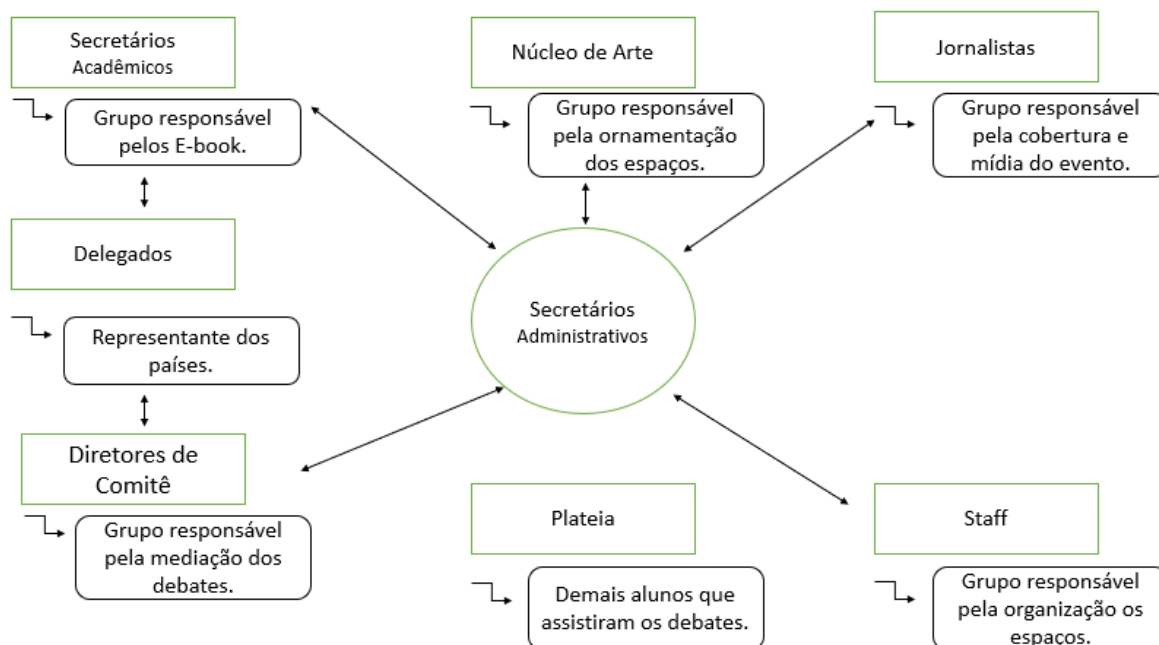 Secretários
Acadêmicos
Grupo responsável
pelos E-book.
Delegados
Representante dos
países.
Diretores de
Comitê
Grupo responsável
pela mediação dos
debates.
Núcleo de Arte
Grupo responsável
pela ornamentação
dos espaços.
Secretários
Administrativos
Plateia
Demais alunos que
assistiram os debates.
Jornalistas
Grupo responsável
pela cobertura e
mídia do evento.
Staff
Grupo responsável
pela organização os
espaços.